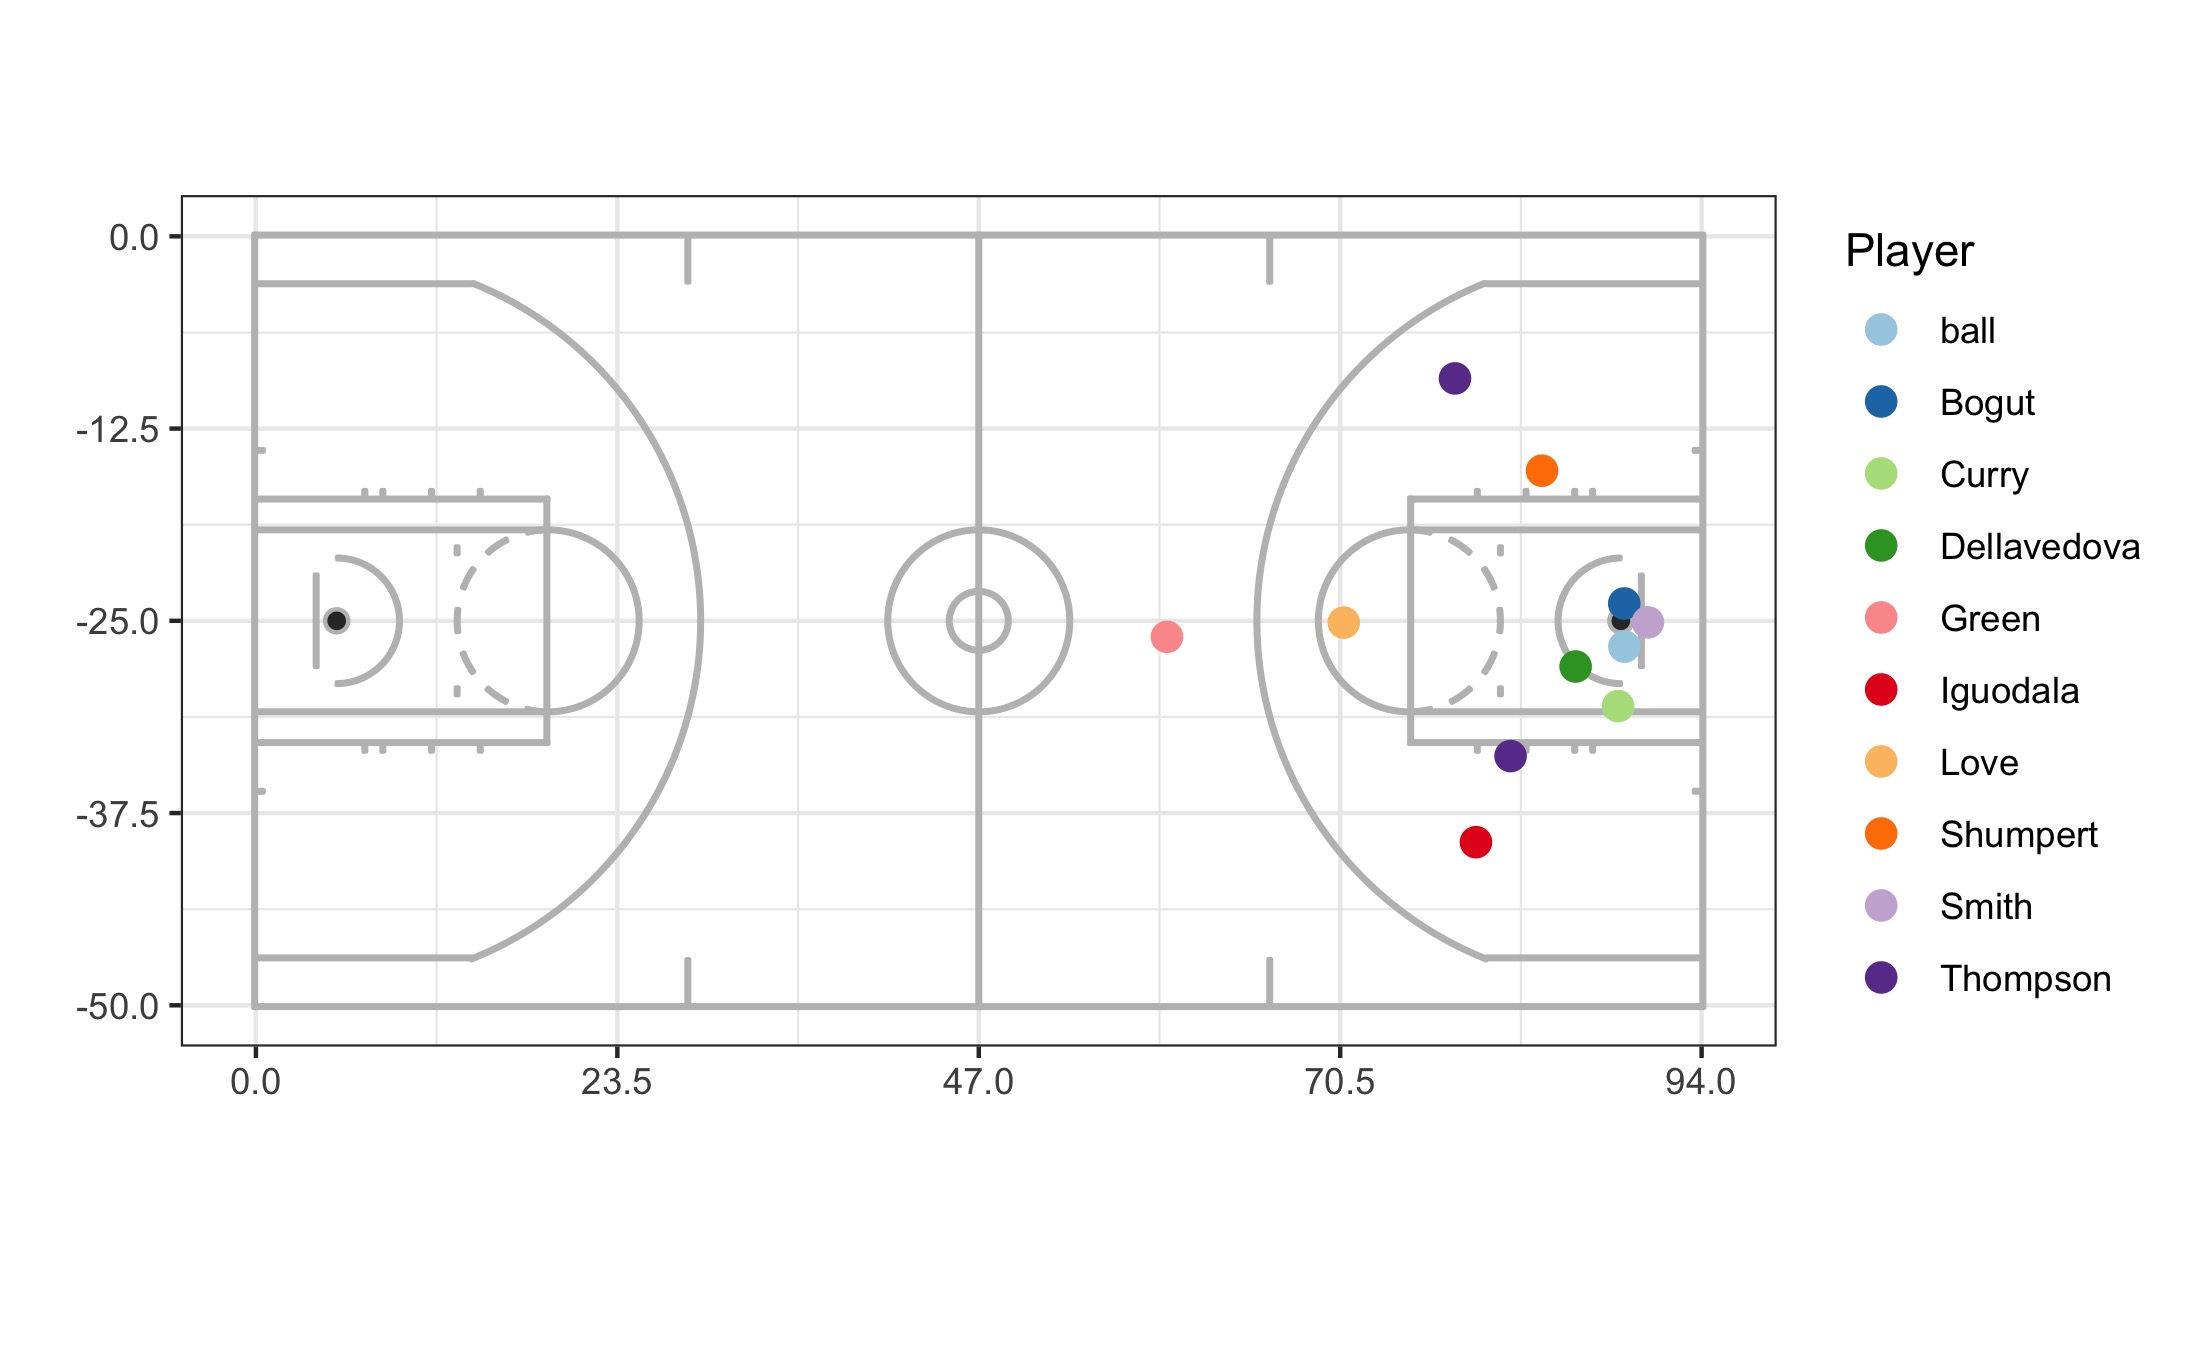 0.0
-12.5
-25.0
-37.5
-50.0
0.0
23.5
47.0
70.5
94.0
Player
ball
Bogut
Curry
Dellavedova
Green
Iguodala
Love
Shumpert
Smith
Thompson